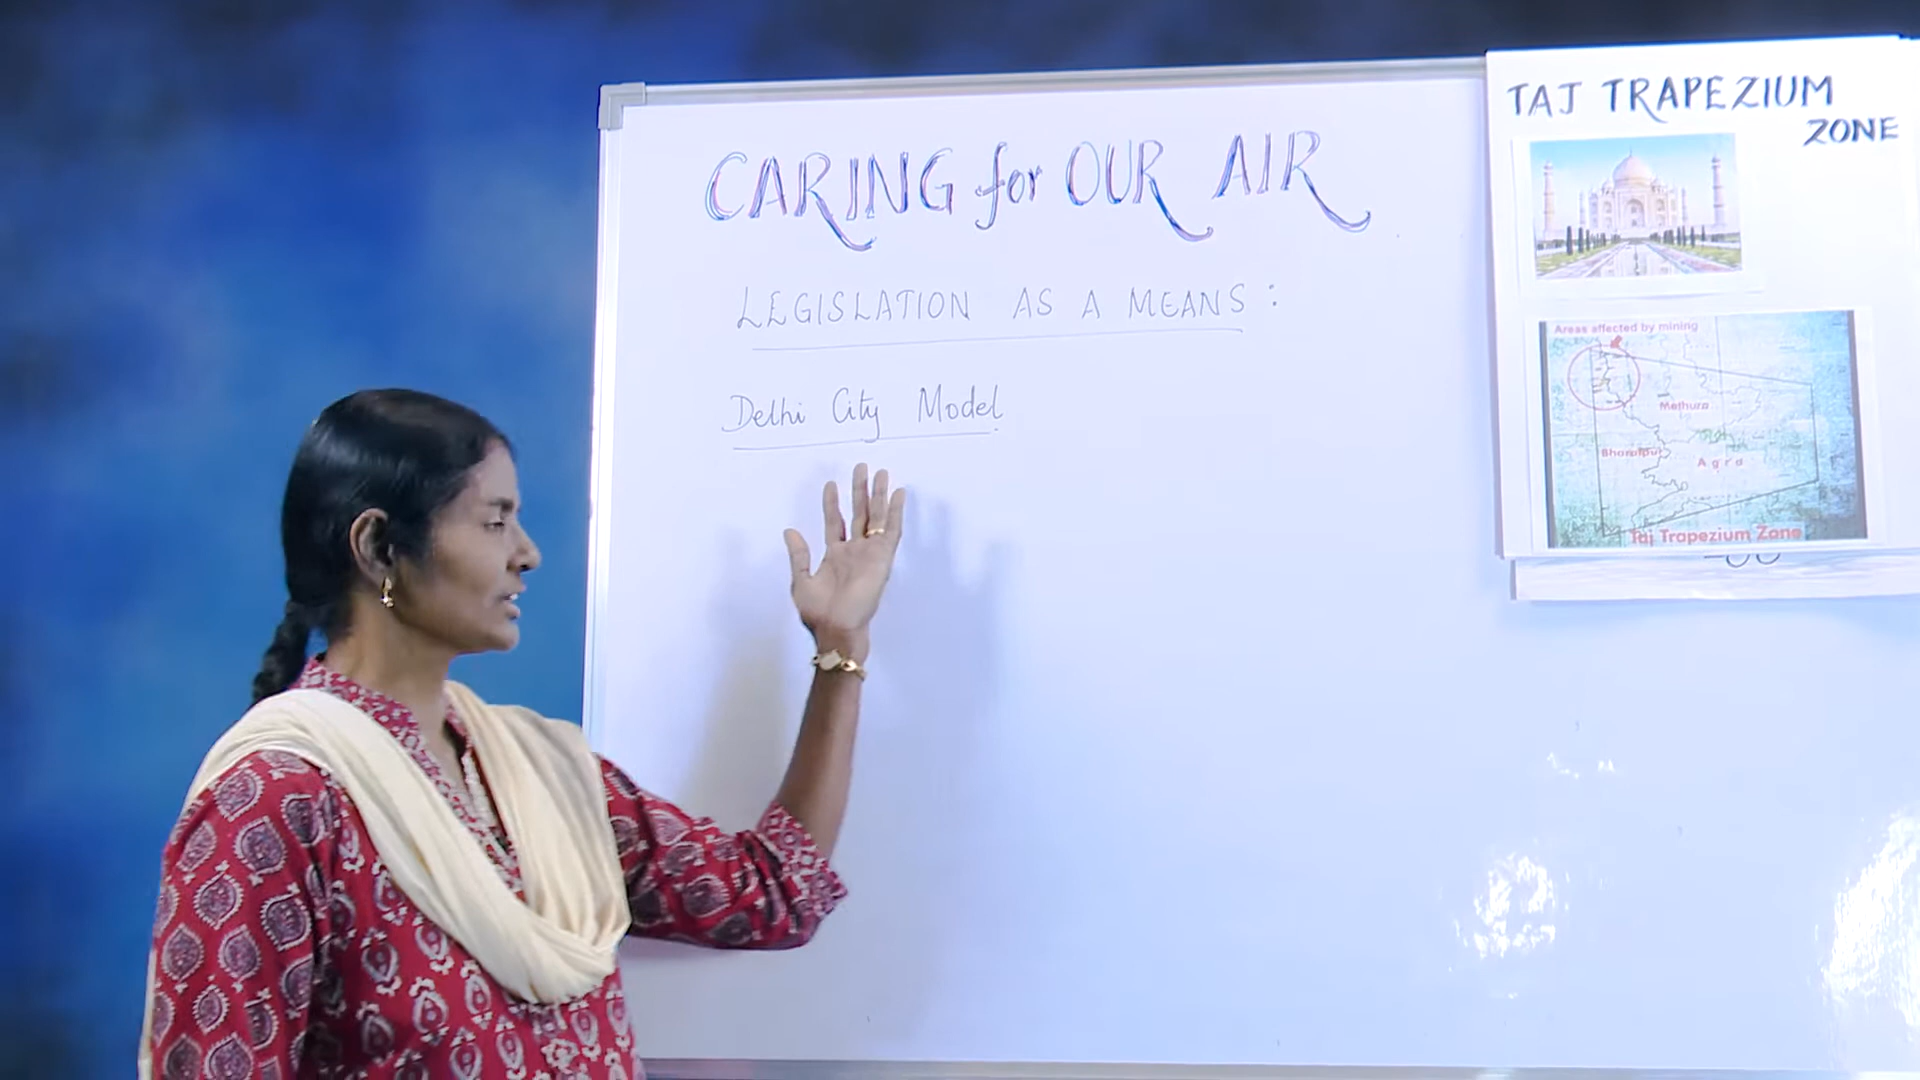 CARING for OUR AIR
LEGISLATION AS A MEANS :
Delhi City Model
TAJ TRAPEZIUM
ZONE
Areas affected by mining
Methura
Bharatpur
Agra
Taj Trapezium Zone